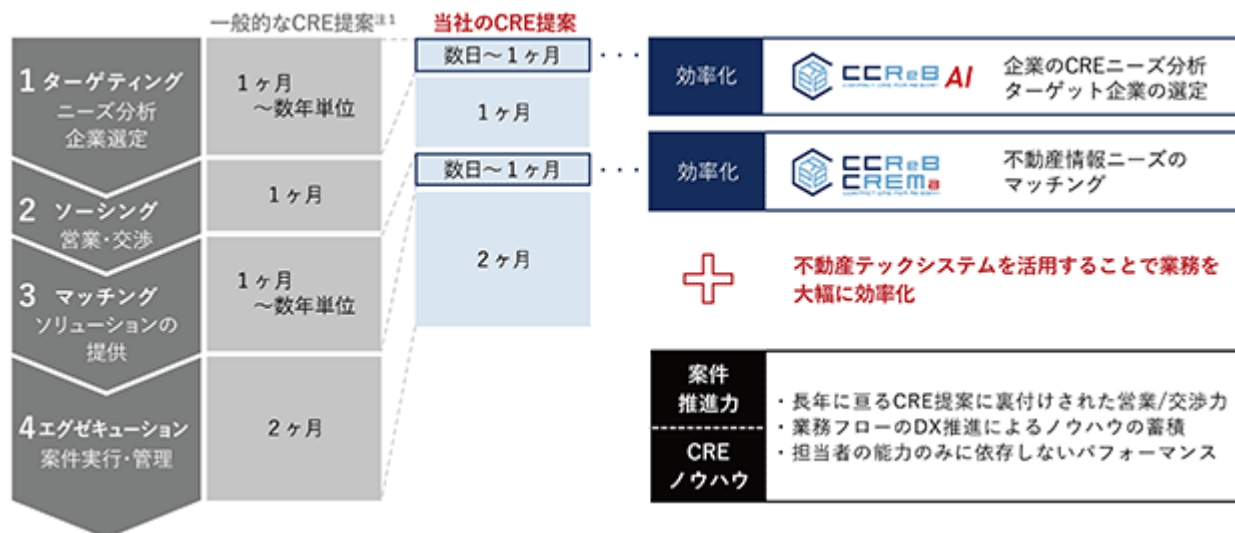 一般的なCRE提案注1
当社のCRE提案
1 ターゲティング
ニーズ分析
企業選定
2 ソーシング
営業・交渉
3 マッチング
ソリューションの
提供
4 エグゼキューション
案件実行・管理
1ヶ月
～数年単位
1ヶ月
1ヶ月
～数年単位
2ヶ月
数日～1ヶ月
1ヶ月
数日～1ヶ月
2ヶ月
・・・
・・・
効率化
CCReB AI
企業のCREニーズ分析
ターゲット企業の選定
効率化
CCReB
CREMa
不動産情報ニーズの
マッチング
不動産テックシステムを活用することで業務を
大幅に効率化
案件
推進力
CRE
ノウハウ
・長年に亘るCRE提案に裏付けされた営業/交渉力
・業務フローのDX推進によるノウハウの蓄積
・担当者の能力のみに依存しないパフォーマンス